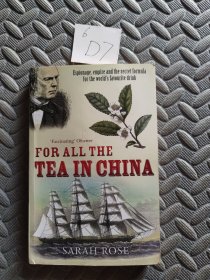 6
D7
Espionage, empire and the secret formula
for the world's favourite drink
'Fascinating' Observer
FOR ALL THE
TEA IN CHINA
SARAH ROSE